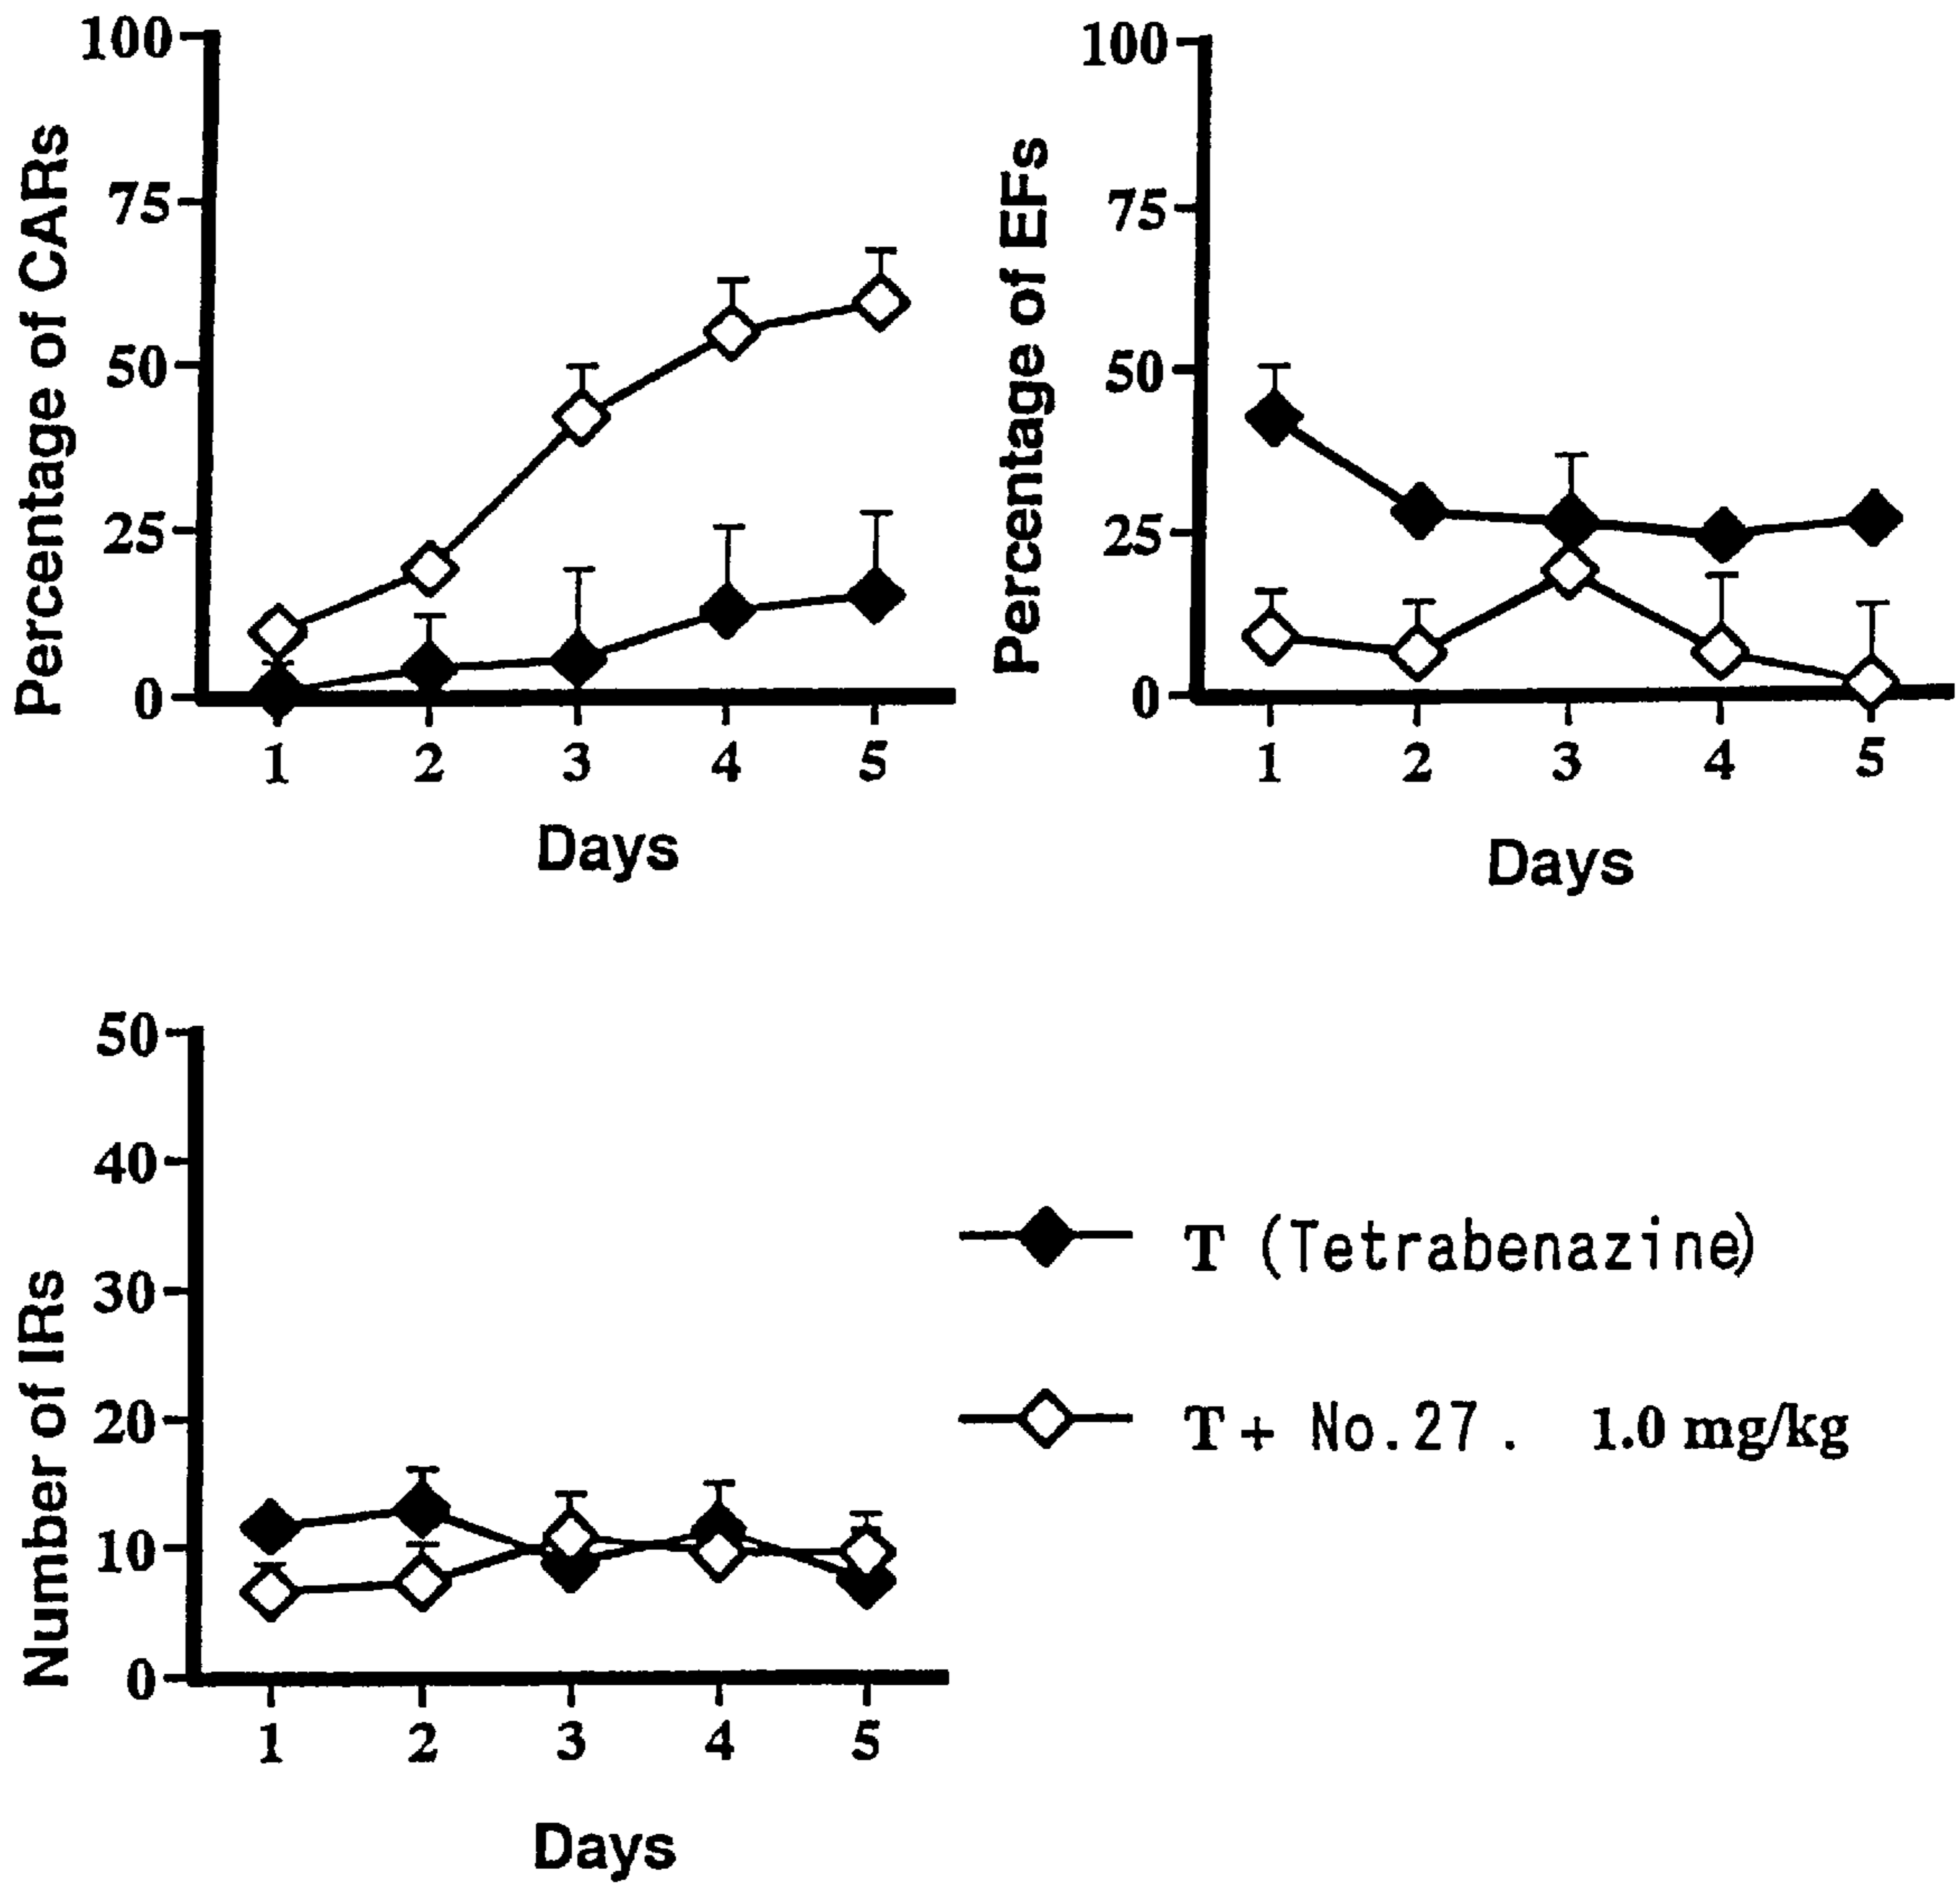 Percentage of CARs
100
75
50
25
0
1 2 3 4 5
Days
Percentage of EFs
100
75
50
25
0
1 2 3 4 5
Days
Number of IRs
50
40
30
20
10
0
1 2 3 4 5
Days
T (Tetrabenazine)
T + No.27. 1.0 mg/kg